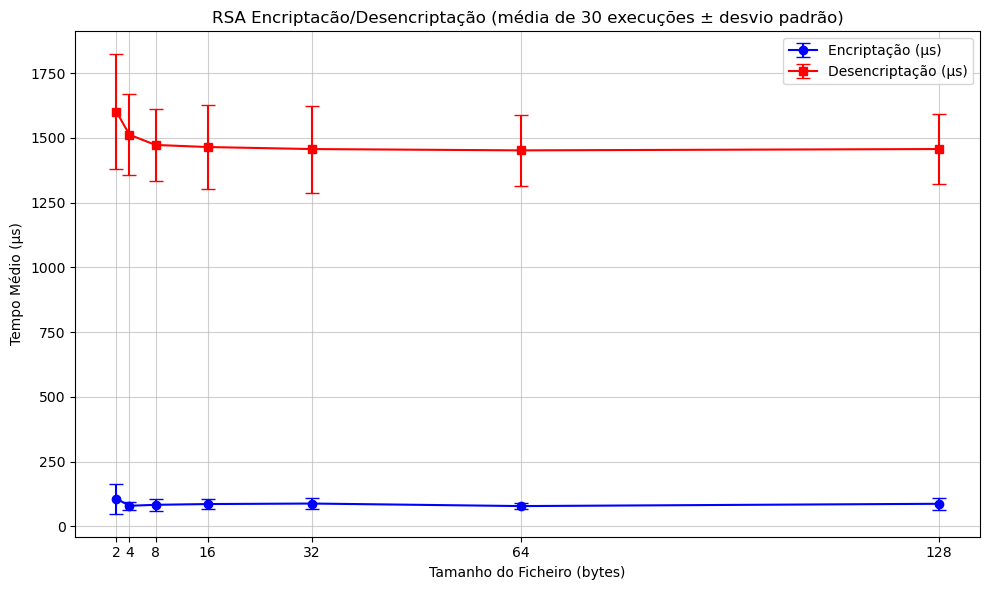 RSA Encriptacão/Desencriptação (média de 30 execuções ± desvio padrão)
Encriptação (µs)
Desencriptação (µs)
Tempo Médio (µs)
1750
1500
1250
1000
750
500
250
0
2 4 8 16 32 64 128
Tamanho do Ficheiro (bytes)